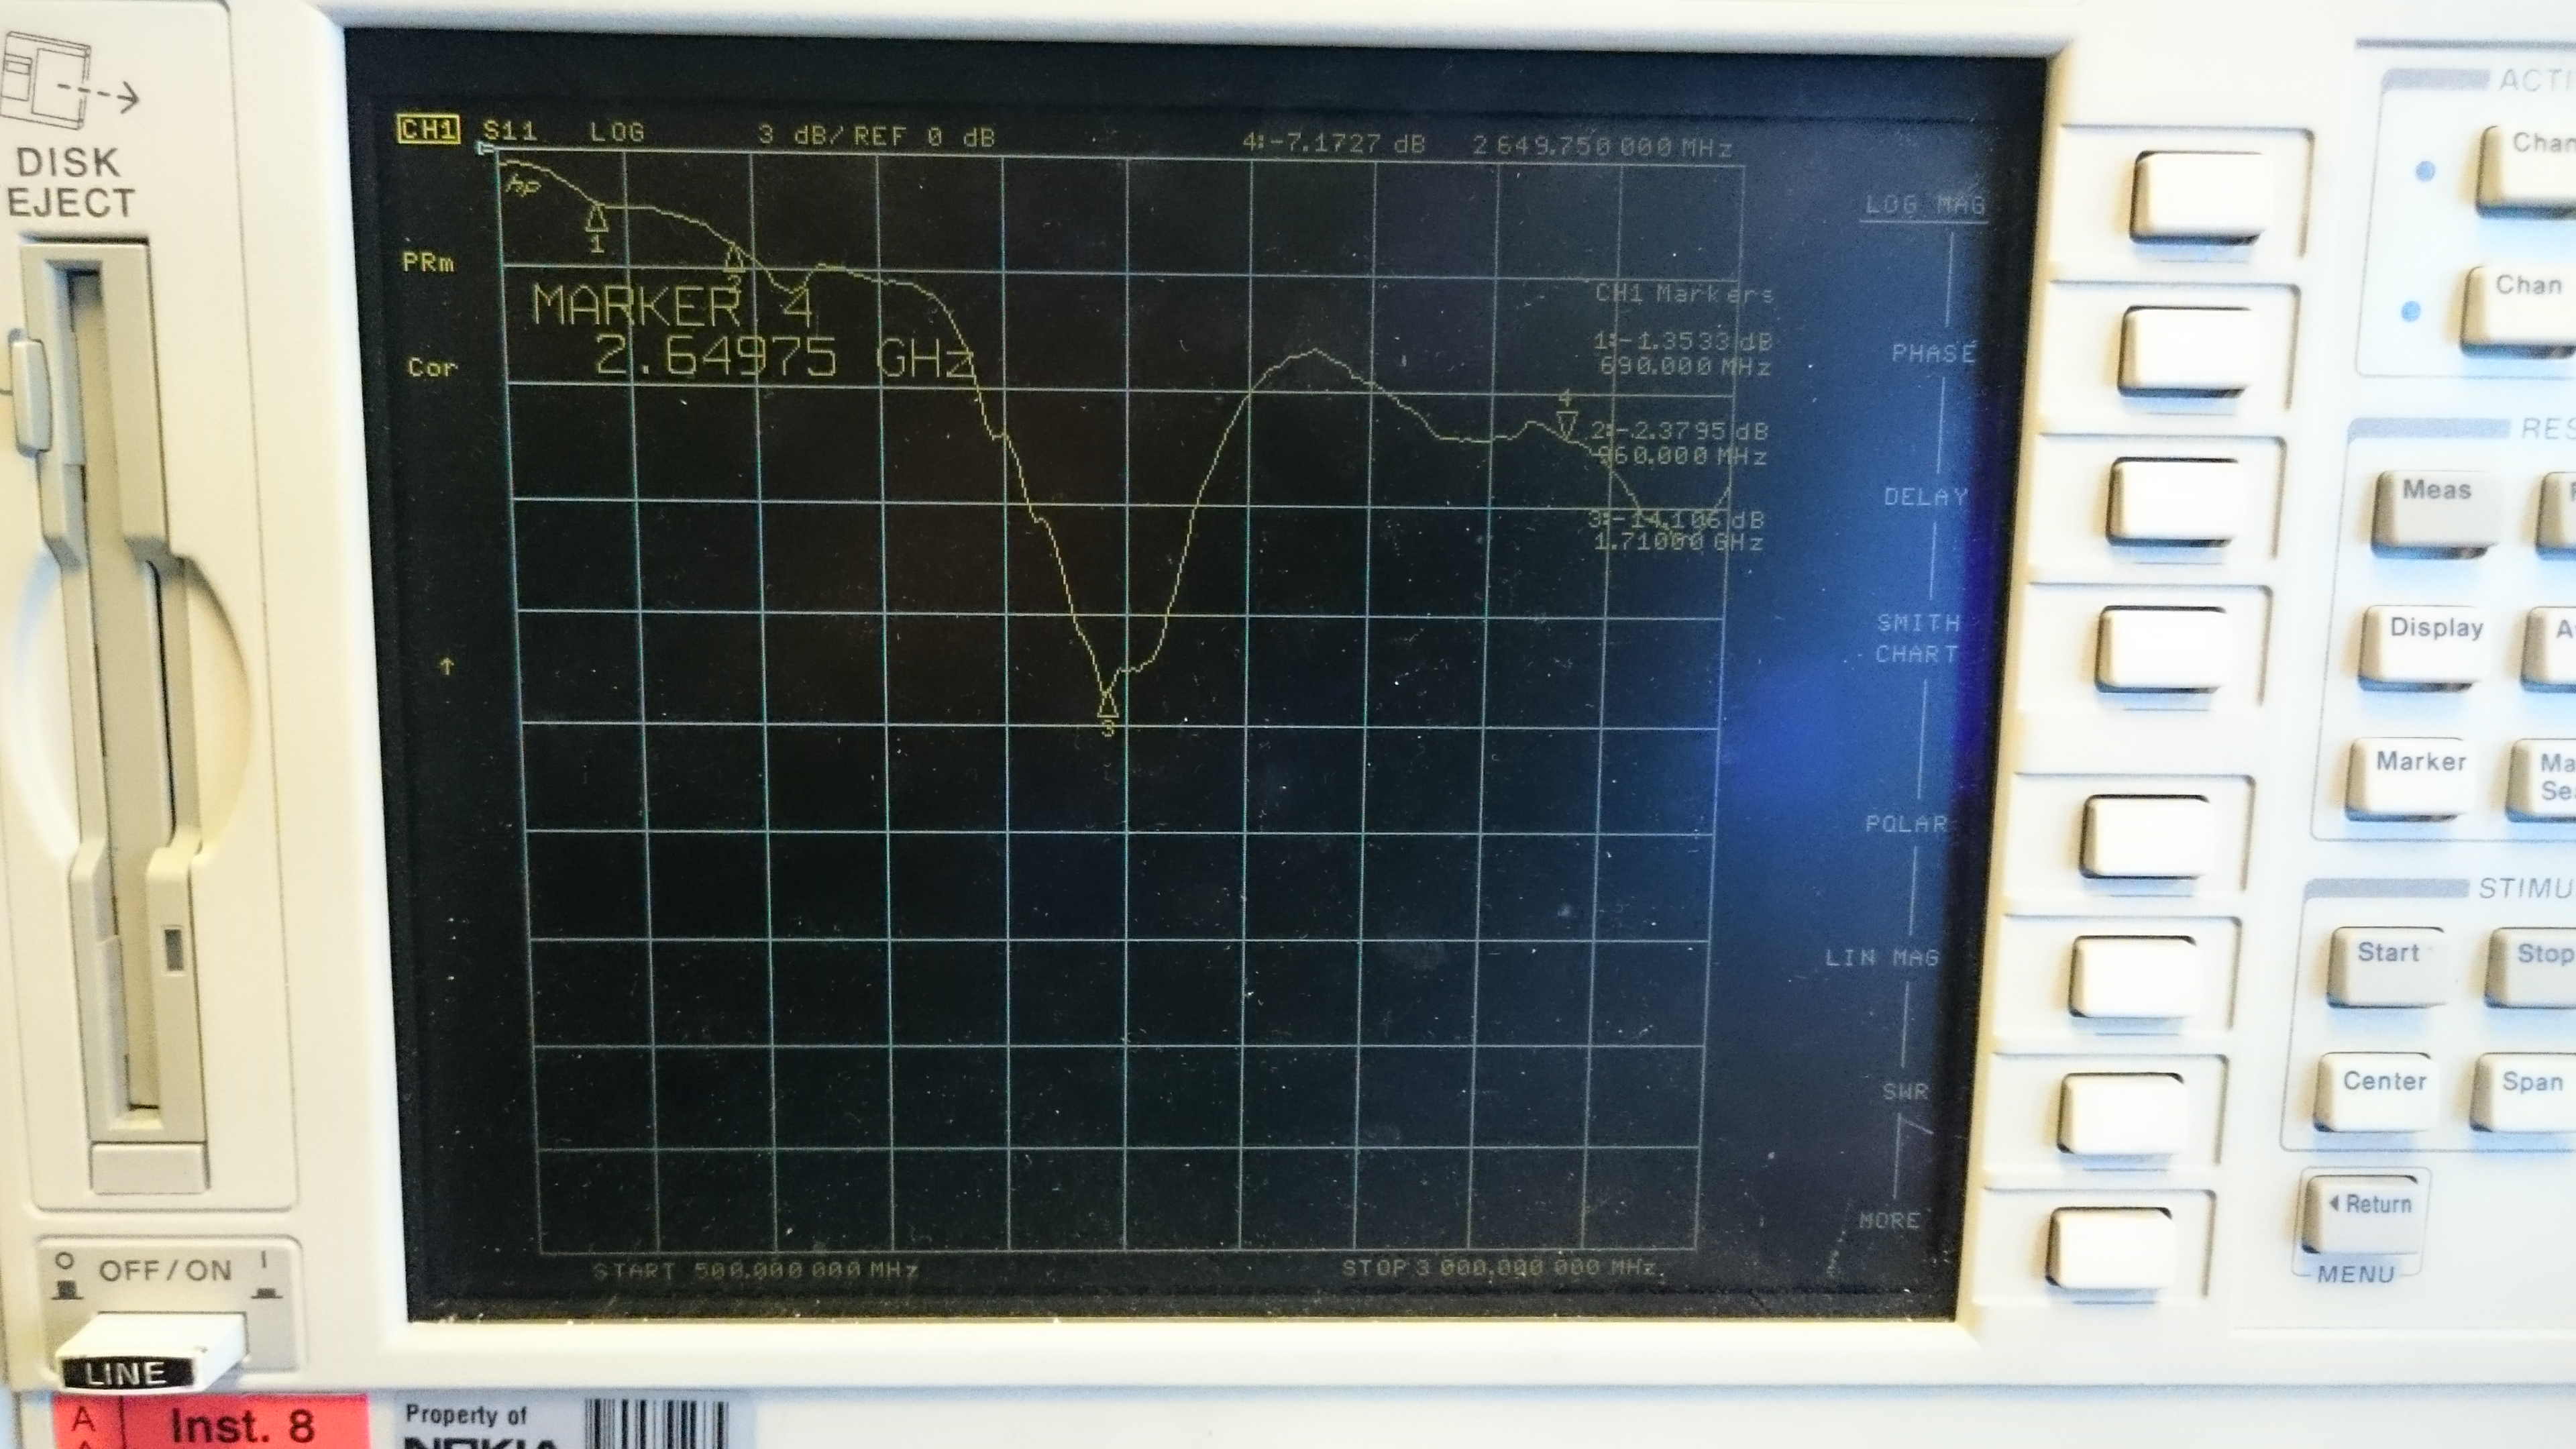 DISK
EJECT
CH1 S11 LOG 3 dB/ REF 0 dB 4:-7.1727 dB 2 649.750 000 MHz
hp
PRm
Cor
↑
1
2
MARKER 4
2.64975 GHz
3
4
CH1 Markers
1:-1.3533 dB
690.000 MHz
2:-2.3795 dB
960.000 MHz
3:-14.106 dB
1.71000 GHz
START 500.000 000 MHz STOP 3 000.000 000 MHz
LOG MAG
PHASE
DELAY
SMITH
CHART
POLAR
LIN MAG
SWR
MORE
ACTI
Chan
Chan
RES
Meas
Display
Marker
Ma
Se
STIMU
Start Stop
Center Span
Return
MENU
O OFF/ON I
LINE
A Inst. 8
Property of
NOKIA